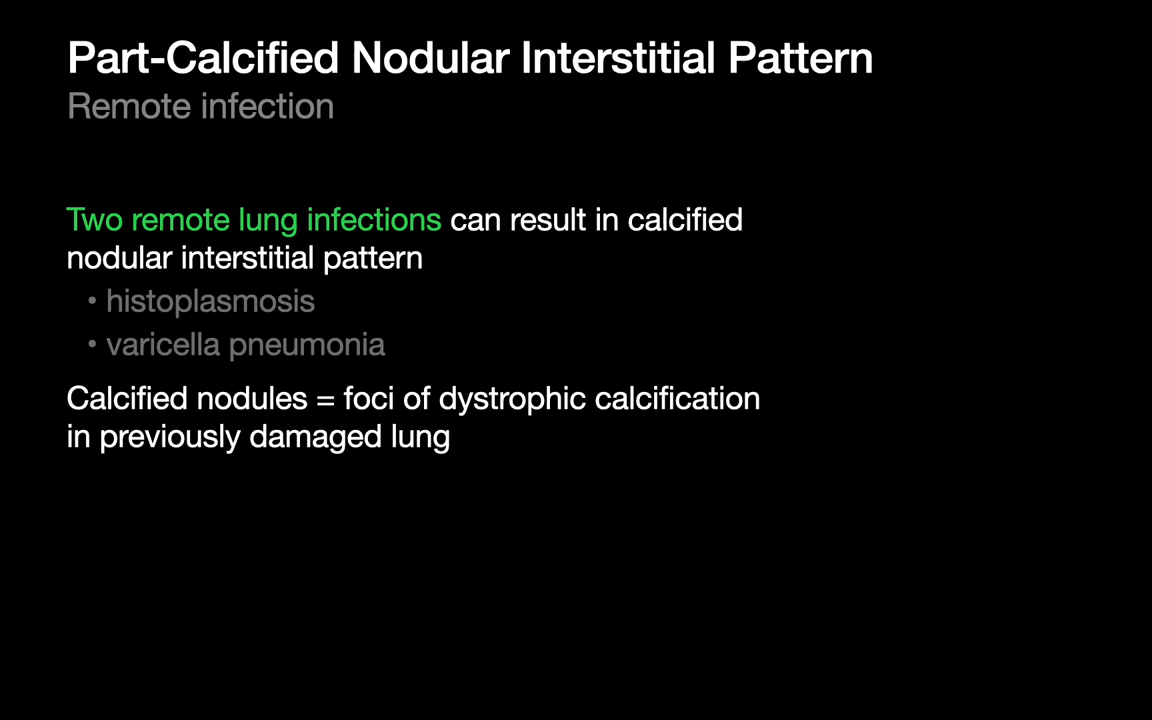 Part-Calcified Nodular Interstitial Pattern
Remote infection
Two remote lung infections can result in calcified
nodular interstitial pattern
• histoplasmosis
• varicella pneumonia
Calcified nodules = foci of dystrophic calcification
in previously damaged lung